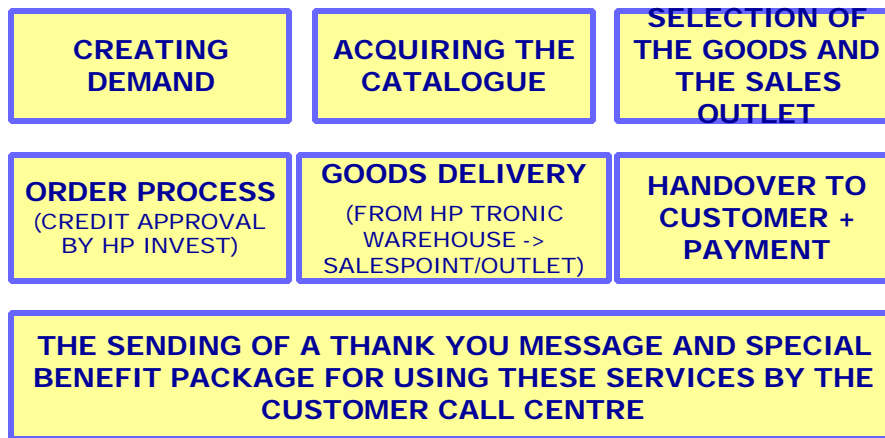 CREATING
DEMAND
ACQUIRING THE
CATALOGUE
SELECTION OF
THE GOODS AND
THE SALES
OUTLET
ORDER PROCESS
(CREDIT APPROVAL
BY HP INVEST)
GOODS DELIVERY
(FROM HP TRONIC
WAREHOUSE ->
SALESPOINT/OUTLET)
HANDOVER TO
CUSTOMER +
PAYMENT
THE SENDING OF A THANK YOU MESSAGE AND SPECIAL
BENEFIT PACKAGE FOR USING THESE SERVICES BY THE
CUSTOMER CALL CENTRE